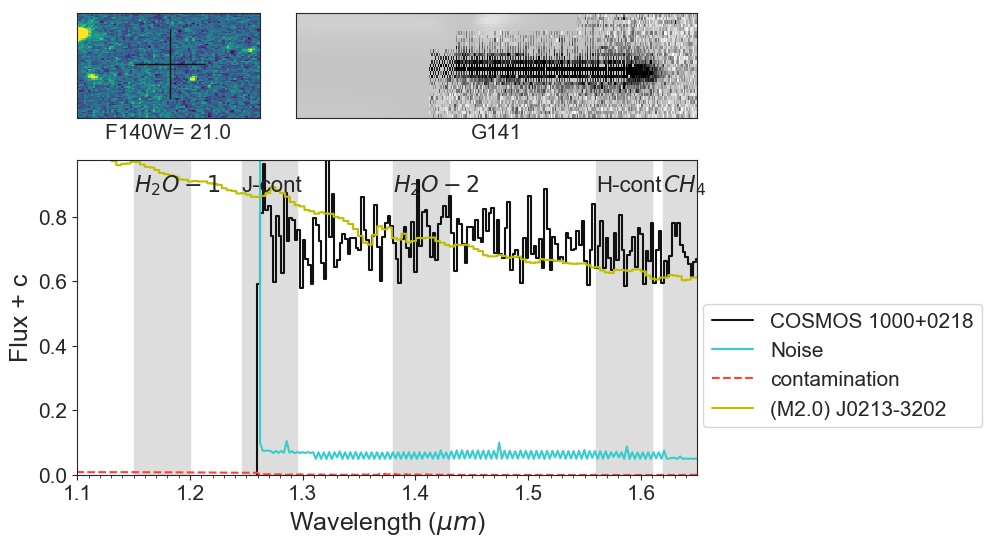 F140W= 21.0
G141
H₂O − 1 J-cont H₂O − 2 H-cont CH₄
0.8
0.6
0.4
0.2
0.0
Flux + c
1.1 1.2 1.3 1.4 1.5 1.6
Wavelength (μm)
COSMOS 1000+0218
Noise
contamination
(M2.0) J0213-3202